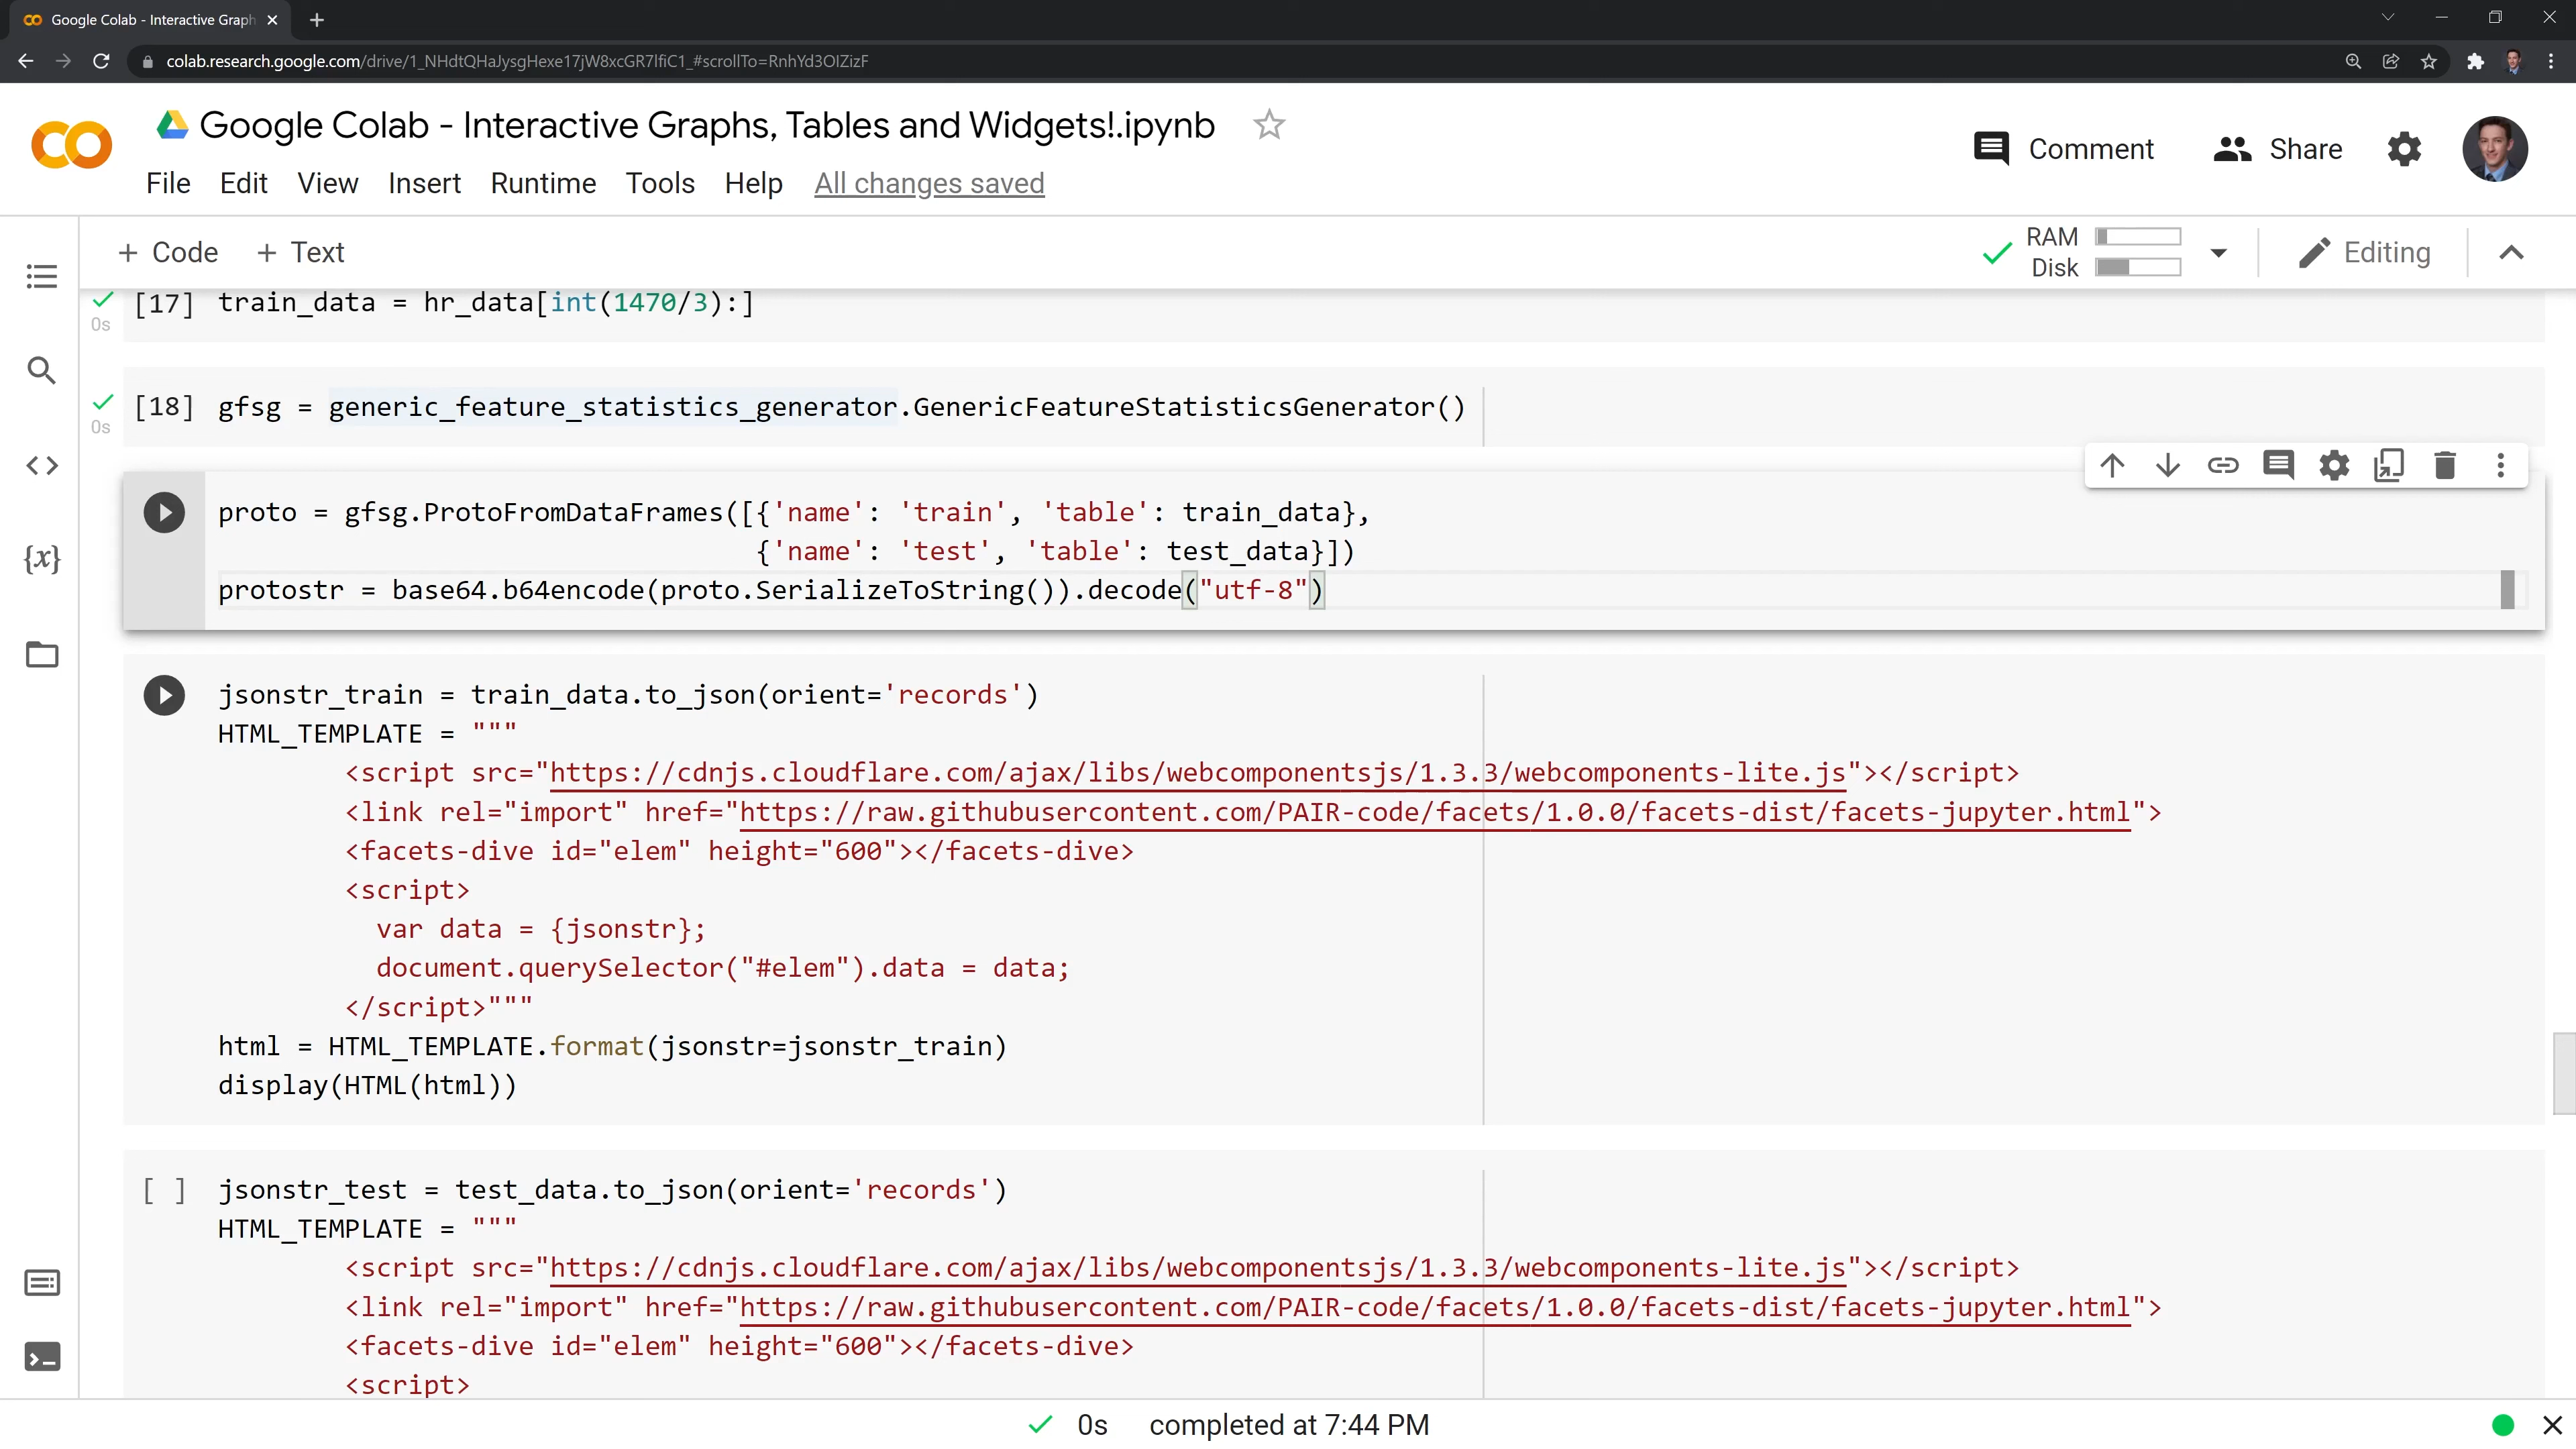 Google Colab - Interactive Graph
colab.research.google.com/drive/1_NHdtQHaJysgHexe17jW8xcGR7lfiC1_#scrollTo=RnhYd3OIZizF
Google Colab - Interactive Graphs, Tables and Widgets!.ipynb
Comment Share
File Edit View Insert Runtime Tools Help All changes saved
+ Code + Text
RAM
Disk
Editing
[17] train_data = hr_data[int(1470/3):]
0s
[18] gfsg = generic_feature_statistics_generator.GenericFeatureStatisticsGenerator()
0s
proto = gfsg.ProtoFromDataFrames([{'name': 'train', 'table': train_data},
{'name': 'test', 'table': test_data}])
protostr = base64.b64encode(proto.SerializeToString()).decode("utf-8")
{x}
jsonstr_train = train_data.to_json(orient='records')
HTML_TEMPLATE = """
<script src="https://cdnjs.cloudflare.com/ajax/libs/webcomponentsjs/1.3.3/webcomponents-lite.js"></script>
<link rel="import" href="https://raw.githubusercontent.com/PAIR-code/facets/1.0.0/facets-dist/facets-jupyter.html">
<facets-dive id="elem" height="600"></facets-dive>
<script>
var data = {jsonstr};
document.querySelector("#elem").data = data;
</script>"""
html = HTML_TEMPLATE.format(jsonstr=jsonstr_train)
display(HTML(html))
[ ] jsonstr_test = test_data.to_json(orient='records')
HTML_TEMPLATE = """
<script src="https://cdnjs.cloudflare.com/ajax/libs/webcomponentsjs/1.3.3/webcomponents-lite.js"></script>
<link rel="import" href="https://raw.githubusercontent.com/PAIR-code/facets/1.0.0/facets-dist/facets-jupyter.html">
<facets-dive id="elem" height="600"></facets-dive>
<script>
0s completed at 7:44 PM